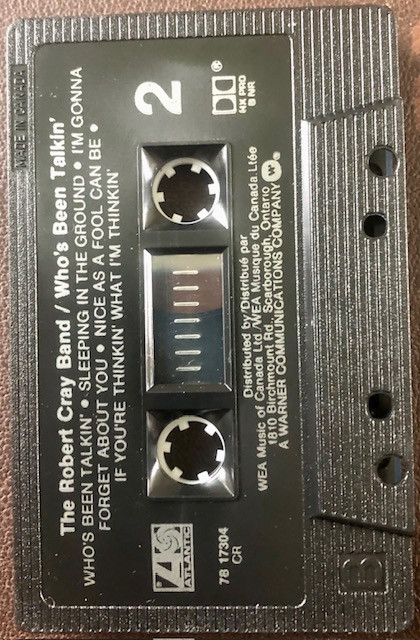 MADE IN CANADA
The Robert Cray Band / Who's Been Talkin'
WHO'S BEEN TALKIN' • SLEEPING IN THE GROUND • I'M GONNA
FORGET ABOUT YOU • NICE AS A FOOL CAN BE •
IF YOU'RE THINKIN' WHAT I'M THINKIN'
2
®
HX PRO
B NR
ATLANTIC
78 17304
CR
Distributed by/Distribué par
WEA Music of Canada Ltd./WEA Musique du Canada Ltée
1810 Birchmount Rd., Scarborough, Ontario
A WARNER COMMUNICATIONS COMPANY
B